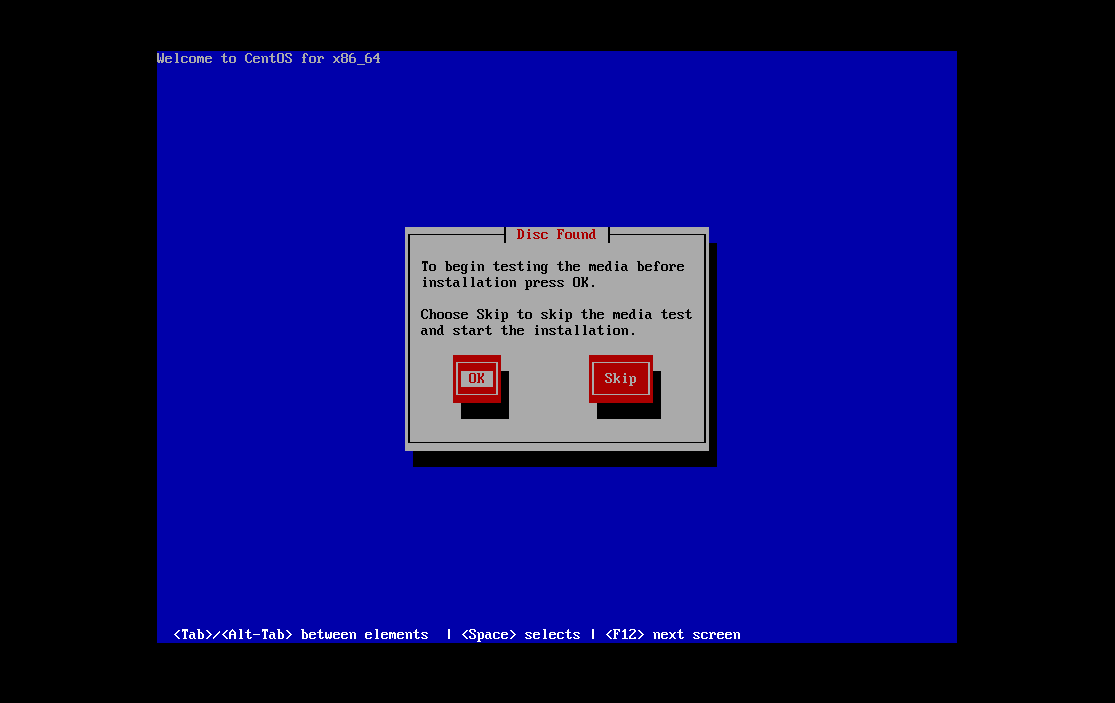 Welcome to CentOS for x86_64
Disc Found
To begin testing the media before
installation press OK.
Choose Skip to skip the media test
and start the installation.
OK Skip
<Tab>/<Alt-Tab> between elements | <Space> selects | <F12> next screen